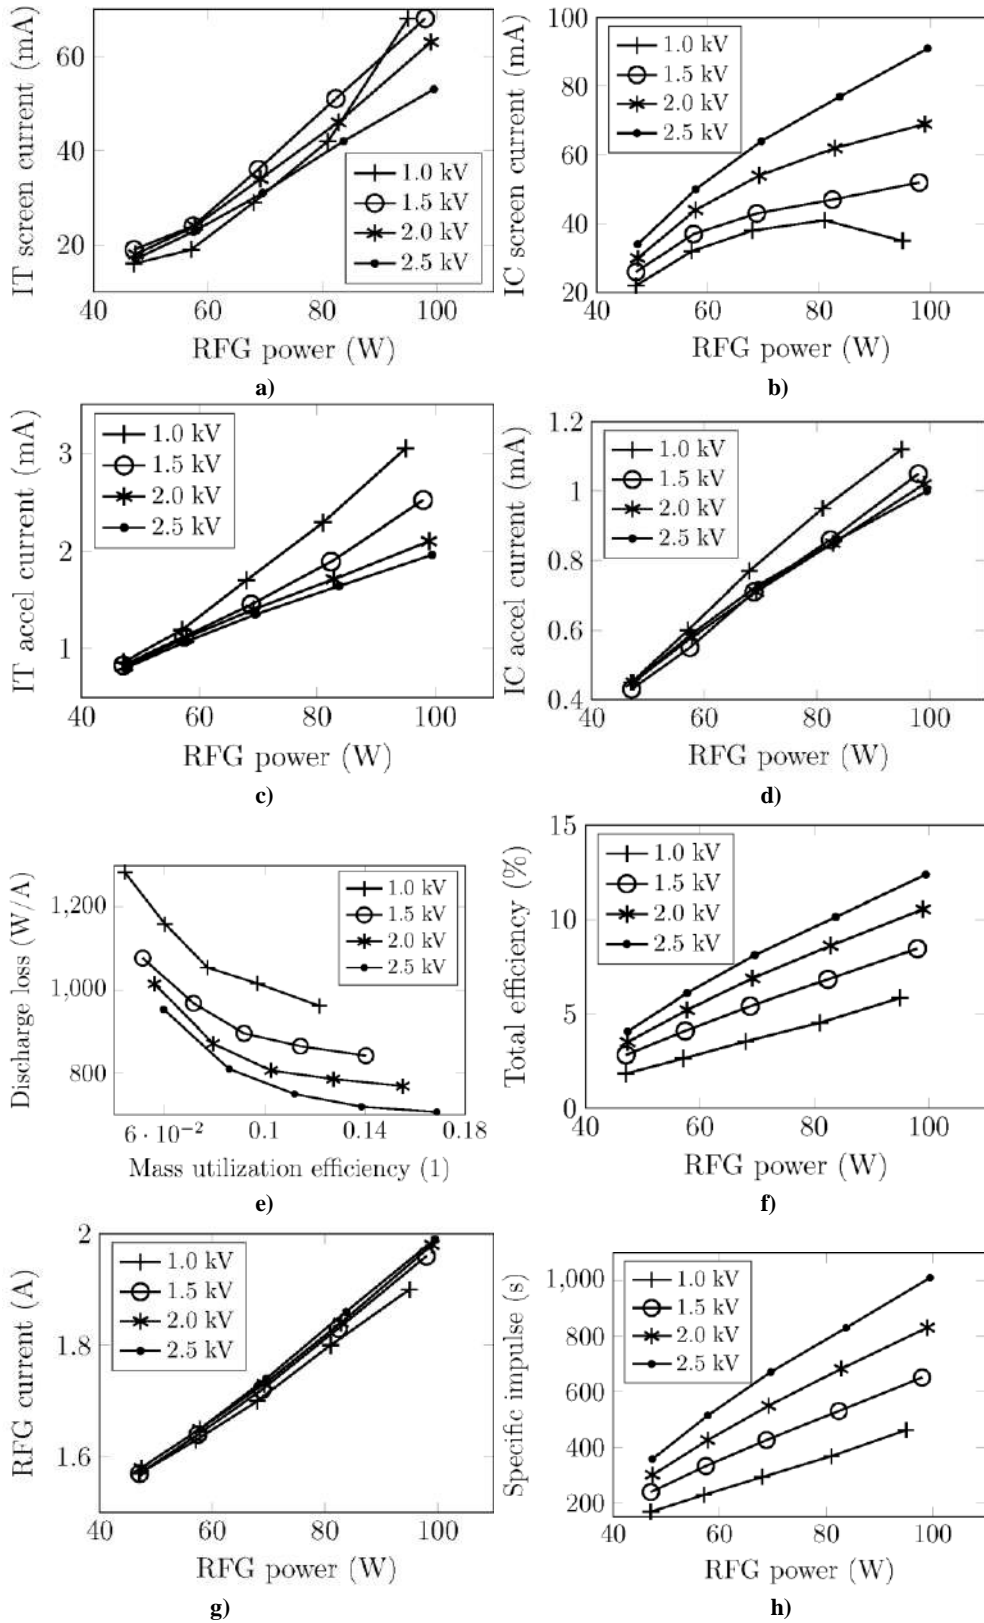 IT screen current (mA)
60
40
20
40
60
80
100
RFG power (W)
1.0 kV
1.5 kV
2.0 kV
2.5 kV
a)
IC screen current (mA)
100
80
60
40
20
40
60
80
100
RFG power (W)
1.0 kV
1.5 kV
2.0 kV
2.5 kV
b)
IT accel current (mA)
3
2
1
40
60
80
100
RFG power (W)
1.0 kV
1.5 kV
2.0 kV
2.5 kV
c)
IC accel current (mA)
1.2
1
0.8
0.6
0.4
40
60
80
100
RFG power (W)
1.0 kV
1.5 kV
2.0 kV
2.5 kV
d)
Discharge loss (W/A)
1,200
1,000
800
6 · 10⁻²
0.1
0.14
0.18
Mass utilization efficiency (1)
1.0 kV
1.5 kV
2.0 kV
2.5 kV
e)
Total efficiency (%)
15
10
5
0
40
60
80
100
RFG power (W)
1.0 kV
1.5 kV
2.0 kV
2.5 kV
f)
RFG current (A)
2
1.8
1.6
40
60
80
100
RFG power (W)
1.0 kV
1.5 kV
2.0 kV
2.5 kV
g)
Specific impulse (s)
1,000
800
600
400
200
40
60
80
100
RFG power (W)
1.0 kV
1.5 kV
2.0 kV
2.5 kV
h)